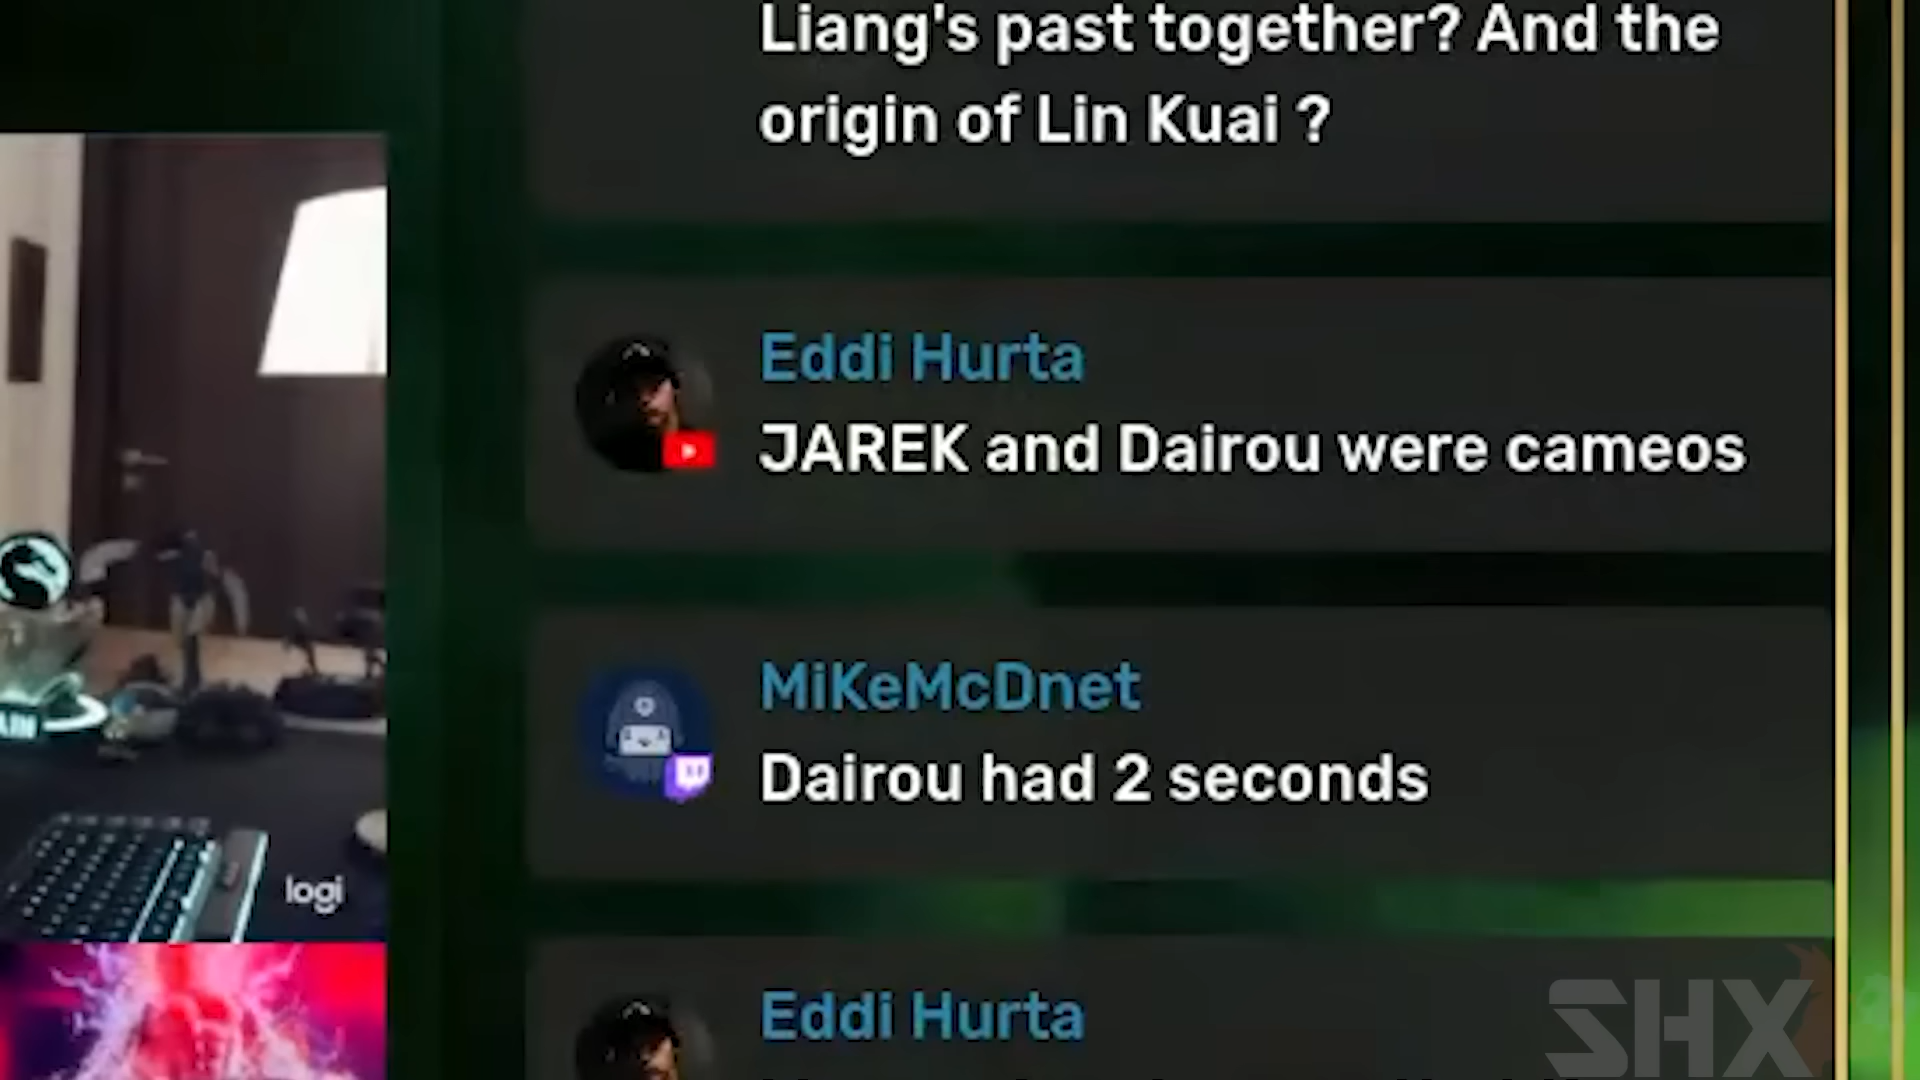 Liang's past together? And the
origin of Lin Kuai ?
Eddi Hurta
JAREK and Dairou were cameos
MiKeMcDnet
Dairou had 2 seconds
logi
Eddi Hurta
SHX